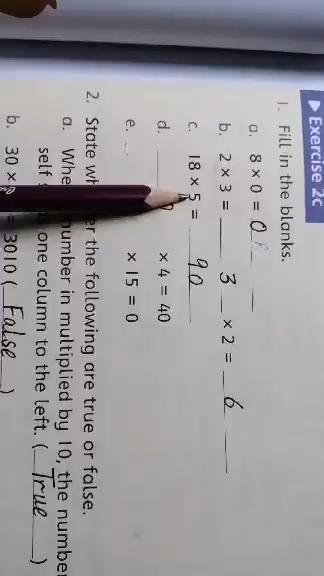 ▶ Exercise 2c
1. Fill in the blanks.
a. 8 × 0 = 0
b. 2 × 3 = ___ 3 × 2 = 6
c. 18 × 5 = 90
d. ___ × 4 = 40
e. × 15 = 0
2. State er the following are true or false.
a. number in multiplied by 10, the number
self one column to the left. ( True )
b. 30 × = 3010 ( False )